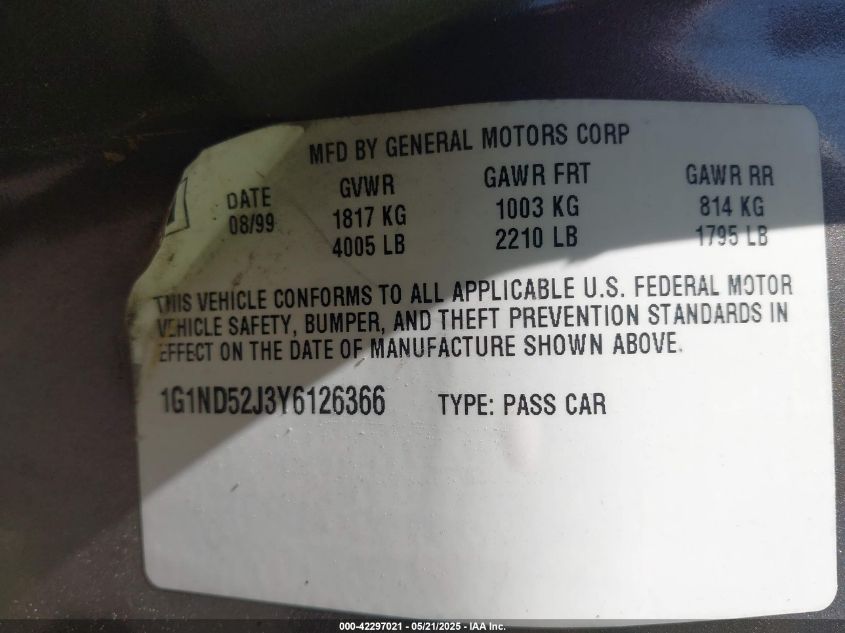 MFD BY GENERAL MOTORS CORP
DATE GVWR GAWR FRT GAWR RR
08/99 1817 KG 1003 KG 814 KG
4005 LB 2210 LB 1795 LB
THIS VEHICLE CONFORMS TO ALL APPLICABLE U.S. FEDERAL MOTOR
VEHICLE SAFETY, BUMPER, AND THEFT PREVENTION STANDARDS IN
EFFECT ON THE DATE OF MANUFACTURE SHOWN ABOVE.
1G1ND52J3Y6126366 TYPE: PASS CAR
000-42297021 - 05/21/2025 - IAA Inc.